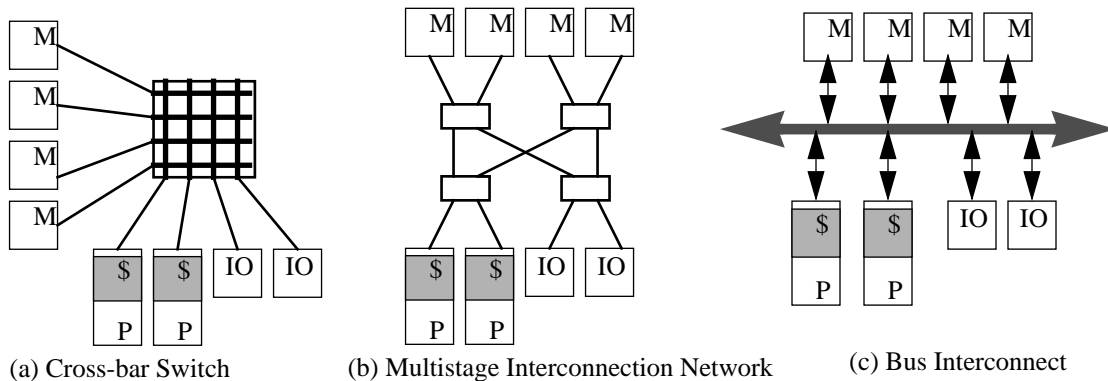 M
M
M
M
$ $ IO IO
P P
(a) Cross-bar Switch
M M M M
$ $ IO IO
P P
(b) Multistage Interconnection Network
M M M M
$ $ IO IO
P P
(c) Bus Interconnect